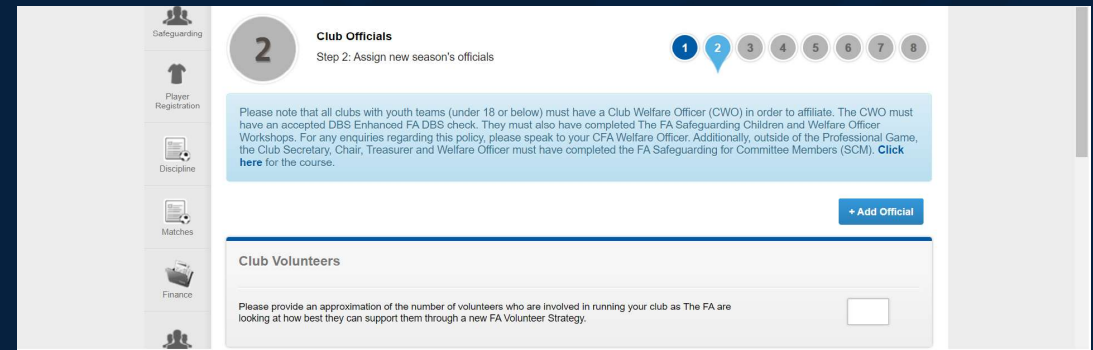 Safeguarding
Player
Registration
Discipline
Matches
Finance
2
Club Officials
Step 2: Assign new season's officials
1 2 3 4 5 6 7 8
Please note that all clubs with youth teams (under 18 or below) must have a Club Welfare Officer (CWO) in order to affiliate. The CWO must
have an accepted DBS Enhanced FA DBS check. They must also have completed The FA Safeguarding Children and Welfare Officer
Workshops. For any enquiries regarding this policy, please speak to your CFA Welfare Officer. Additionally, outside of the Professional Game,
the Club Secretary, Chair, Treasurer and Welfare Officer must have completed the FA Safeguarding for Committee Members (SCM). Click
here for the course.
+ Add Official
Club Volunteers
Please provide an approximation of the number of volunteers who are involved in running your club as The FA are
looking at how best they can support them through a new FA Volunteer Strategy.